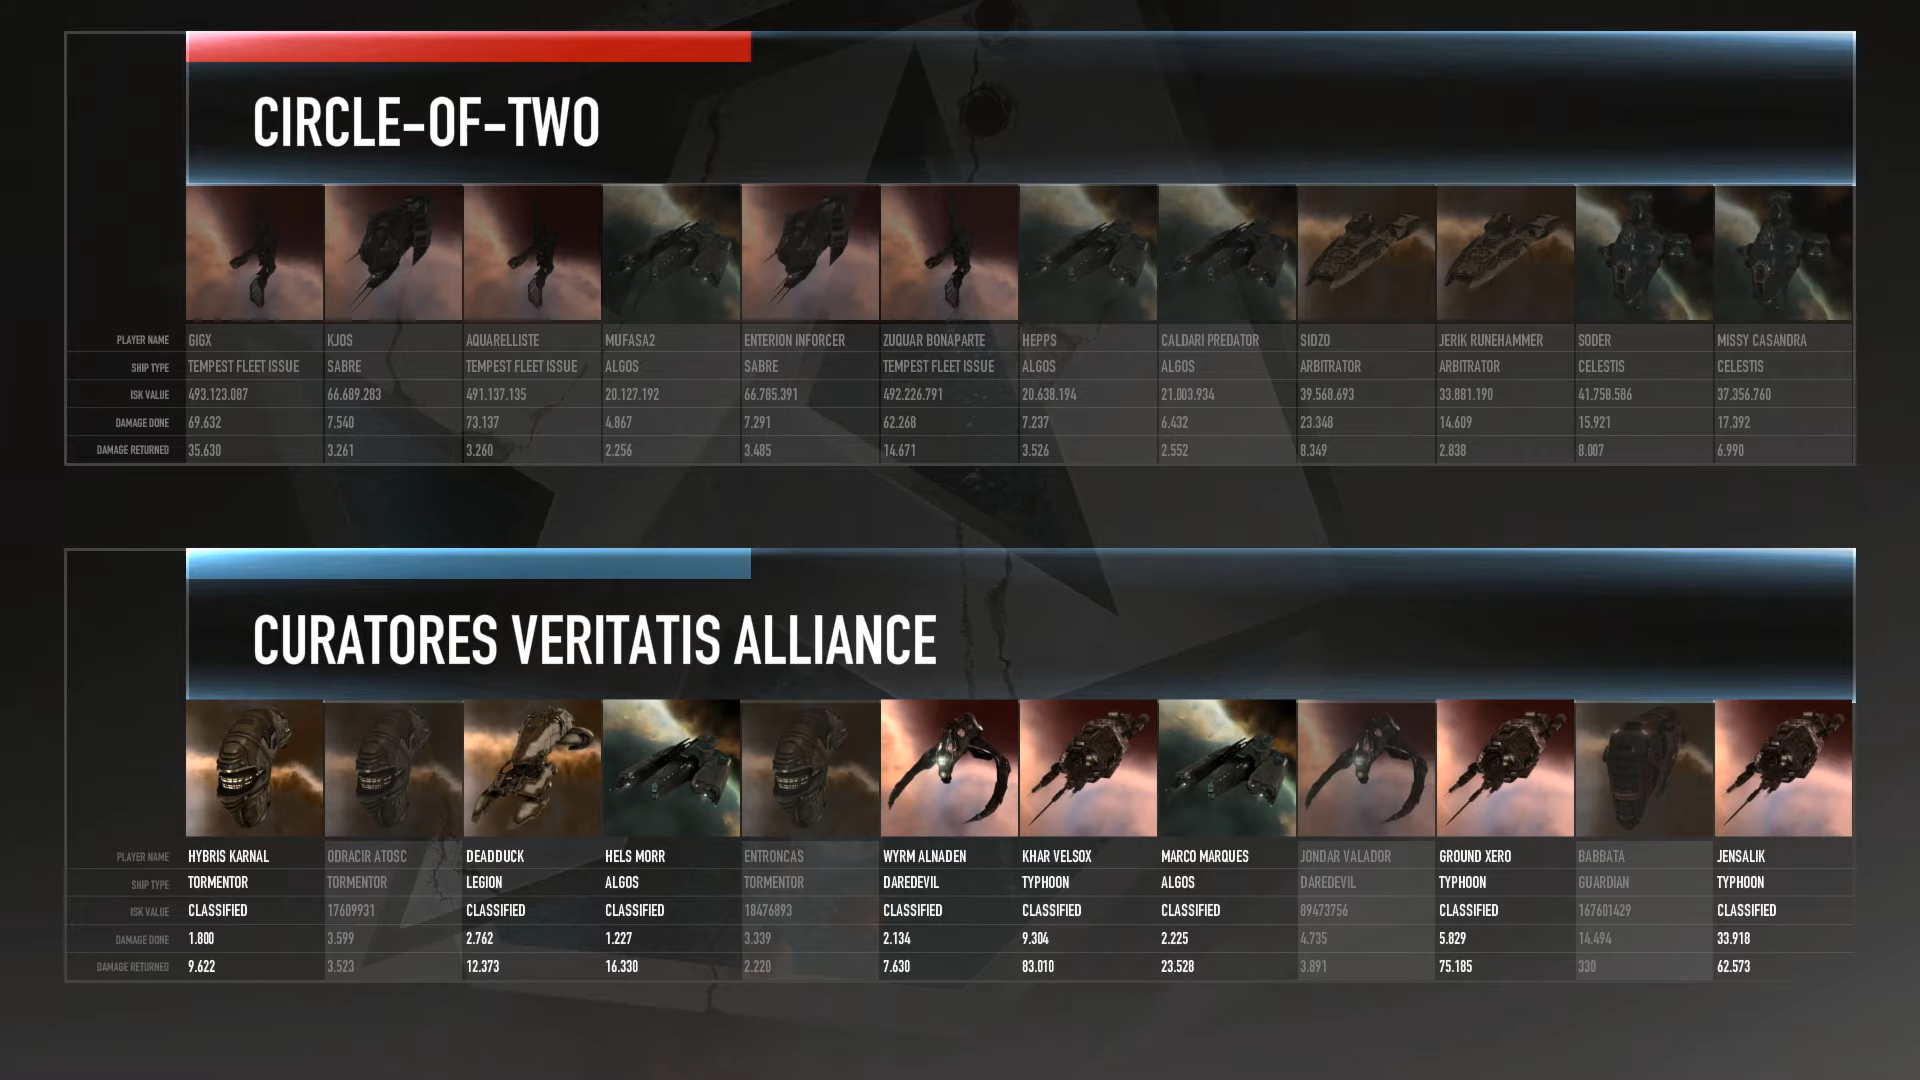 CIRCLE-OF-TWO
PLAYER NAME GIGX KJOS AQUARELLISTE MUFASA2 ENTERION INFORCER ZUQUAR BONAPARTE HEPPS CALDARI PREDATOR SIDZO JERIK RUNEHAMMER SODER MISSY CASANDRA
SHIP TYPE TEMPEST FLEET ISSUE SABRE TEMPEST FLEET ISSUE ALGOS SABRE TEMPEST FLEET ISSUE ALGOS ALGOS ARBITRATOR ARBITRATOR CELESTIS CELESTIS
ISK VALUE 493.123.087 66.689.283 491.137.135 20.127.192 66.785.391 492.226.791 20.638.194 21.003.934 39.568.693 33.881.190 41.758.586 37.356.760
DAMAGE DONE 69.632 7.540 73.137 4.867 7.291 62.268 7.237 6.432 23.348 14.609 15.921 17.392
DAMAGE RETURNED 35.630 3.261 3.260 2.256 3.485 14.671 3.526 2.552 8.349 2.838 8.007 6.990
CURATORES VERITATIS ALLIANCE
PLAYER NAME HYBRIS KARNAL ODRACIR ATOSC DEADDUCK HELS MORR ENTRONCAS WYRM ALNADEN KHAR VELSOX MARCO MARQUES JONDAR VALADOR GROUND XERO BABBATA JENSALIK
SHIP TYPE TORMENTOR TORMENTOR LEGION ALGOS TORMENTOR DAREDEVIL TYPHOON ALGOS DAREDEVIL TYPHOON GUARDIAN TYPHOON
ISK VALUE CLASSIFIED 17609931 CLASSIFIED CLASSIFIED 18476893 CLASSIFIED CLASSIFIED CLASSIFIED 89473756 CLASSIFIED 167601429 CLASSIFIED
DAMAGE DONE 1.800 3.599 2.762 1.227 3.339 2.134 9.304 2.225 4.735 5.829 14.494 33.918
DAMAGE RETURNED 9.622 3.523 12.373 16.330 2.220 7.630 83.010 23.528 3.891 75.185 330 62.573